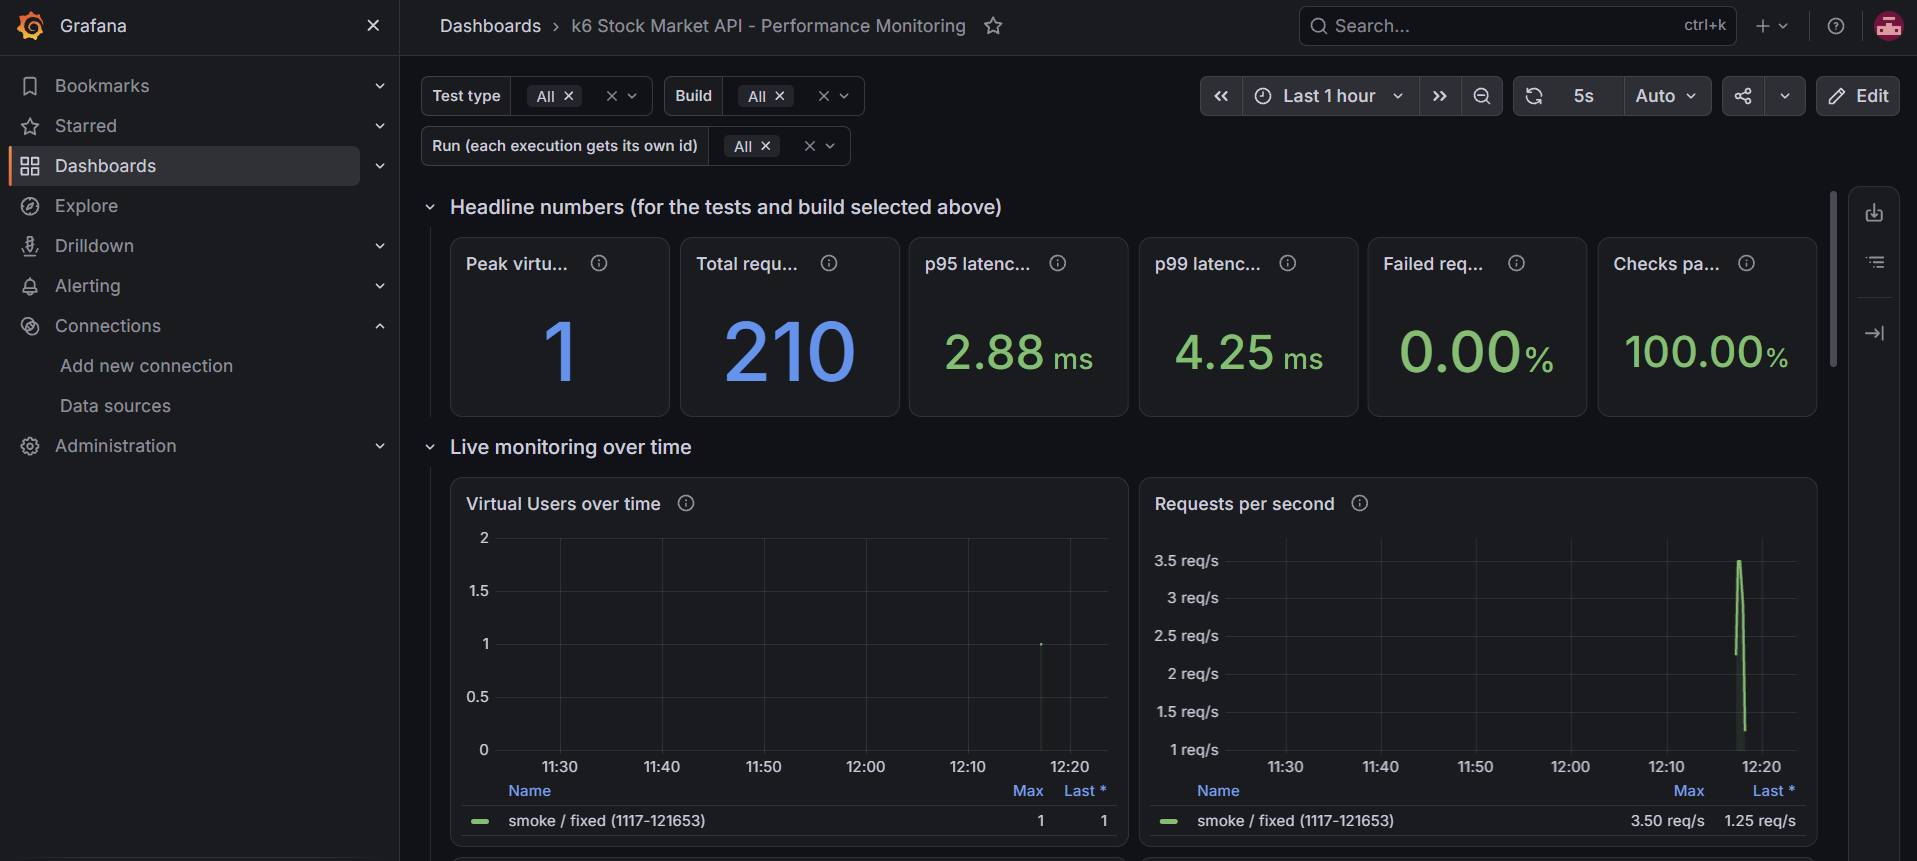 Grafana
Dashboards › k6 Stock Market API - Performance Monitoring
Search...
ctrl+k
Bookmarks
Starred
Dashboards
Explore
Drilldown
Alerting
Connections
Add new connection
Data sources
Administration
Test type All
Build All
Last 1 hour
5s
Auto
Edit
Run (each execution gets its own id) All
Headline numbers (for the tests and build selected above)
Peak virtu...
1
Total requ...
210
p95 latenc...
2.88 ms
p99 latenc...
4.25 ms
Failed req...
0.00%
Checks pa...
100.00%
Live monitoring over time
Virtual Users over time
2
1.5
1
0.5
0
11:30 11:40 11:50 12:00 12:10 12:20
Name Max Last *
smoke / fixed (1117-121653) 1 1
Requests per second
3.5 req/s
3 req/s
2.5 req/s
2 req/s
1.5 req/s
1 req/s
11:30 11:40 11:50 12:00 12:10 12:20
Name Max Last *
smoke / fixed (1117-121653) 3.50 req/s 1.25 req/s